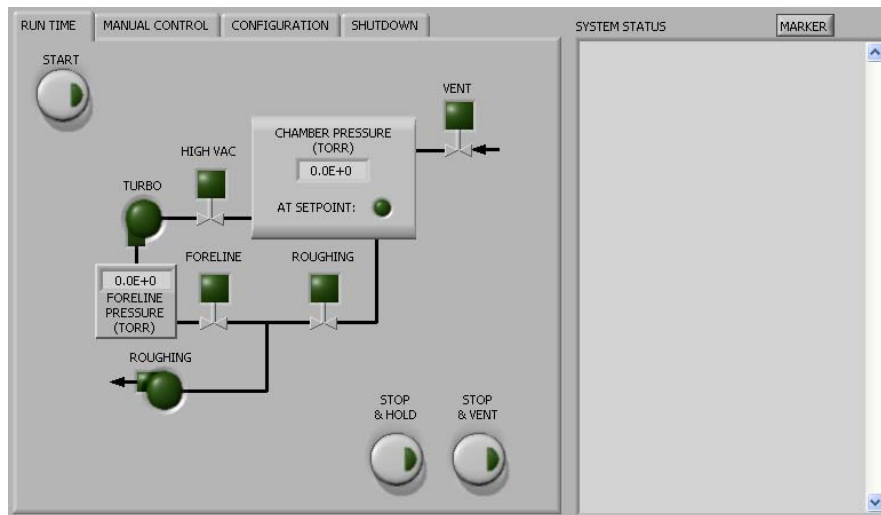 RUN TIME
MANUAL CONTROL
CONFIGURATION
SHUTDOWN
SYSTEM STATUS
MARKER
START
VENT
CHAMBER PRESSURE
(TORR)
0.0E+0
AT SETPOINT:
HIGH VAC
TURBO
FORELINE
ROUGHING
0.0E+0
FORELINE
PRESSURE
(TORR)
ROUGHING
STOP
& HOLD
STOP
& VENT